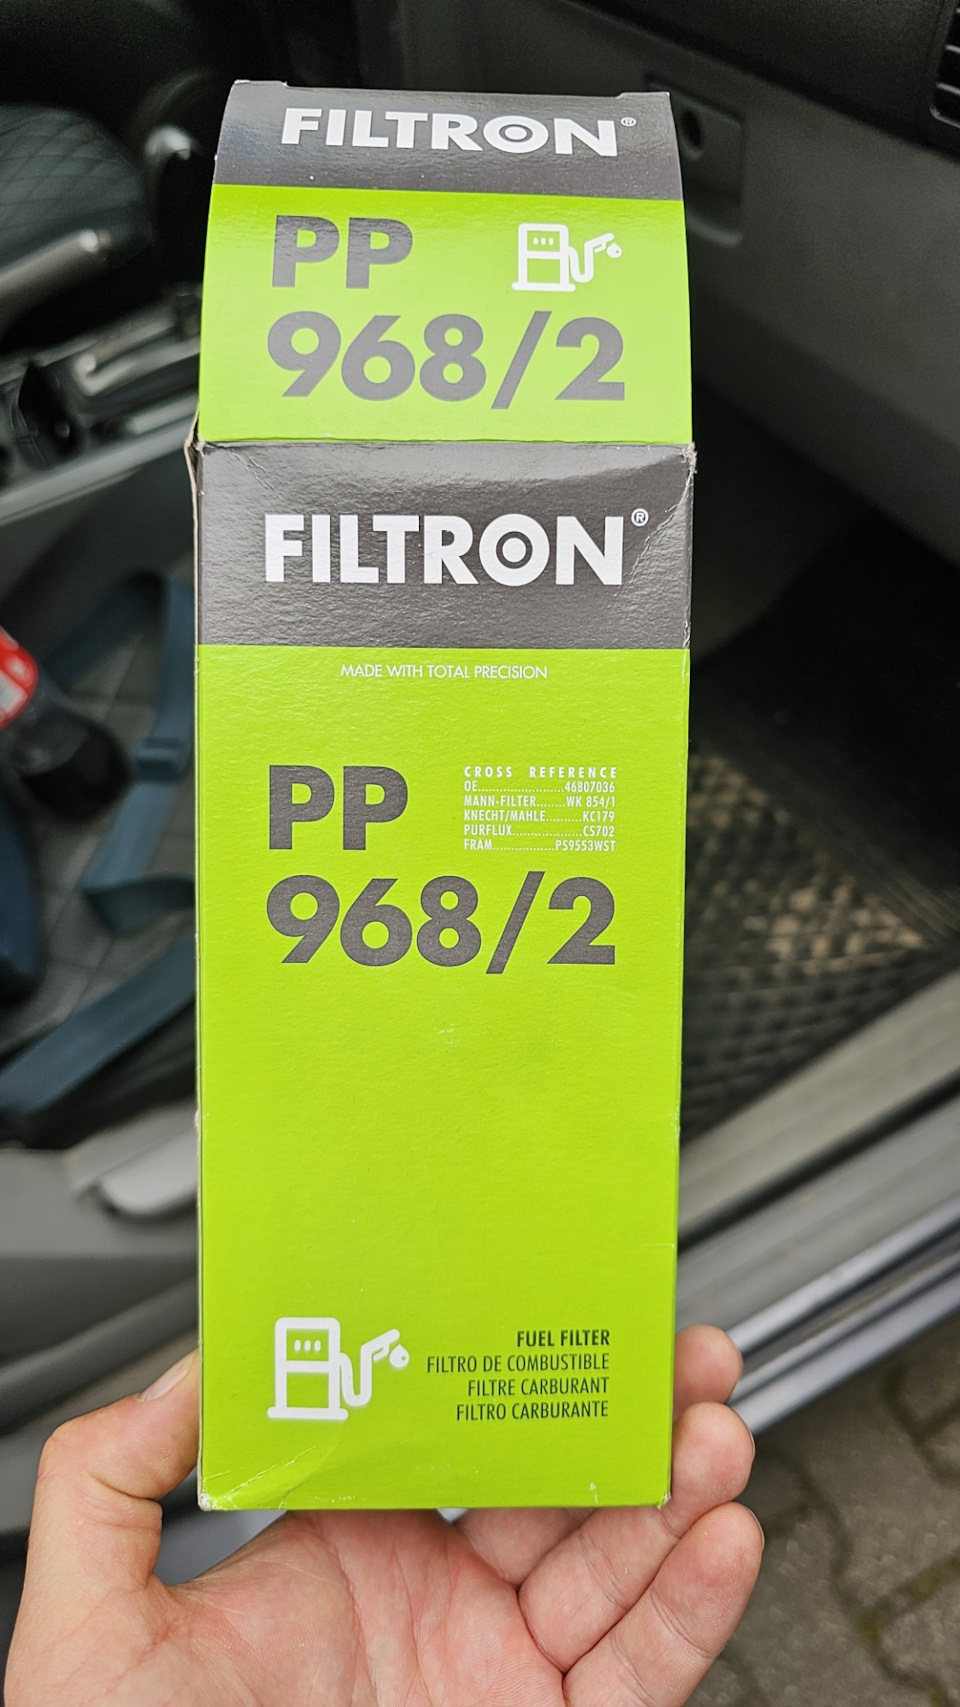 FILTRON®
PP
968/2
FILTRON®
MADE WITH TOTAL PRECISION
PP
968/2
CROSS REFERENCE
OE........................46807036
MANN-FILTER........WK 854/1
KNECHT/MAHLE..........KC179
PURFLUX....................CS702
FRAM.................PS9553WST
FUEL FILTER
FILTRO DE COMBUSTIBLE
FILTRE CARBURANT
FILTRO CARBURANTE